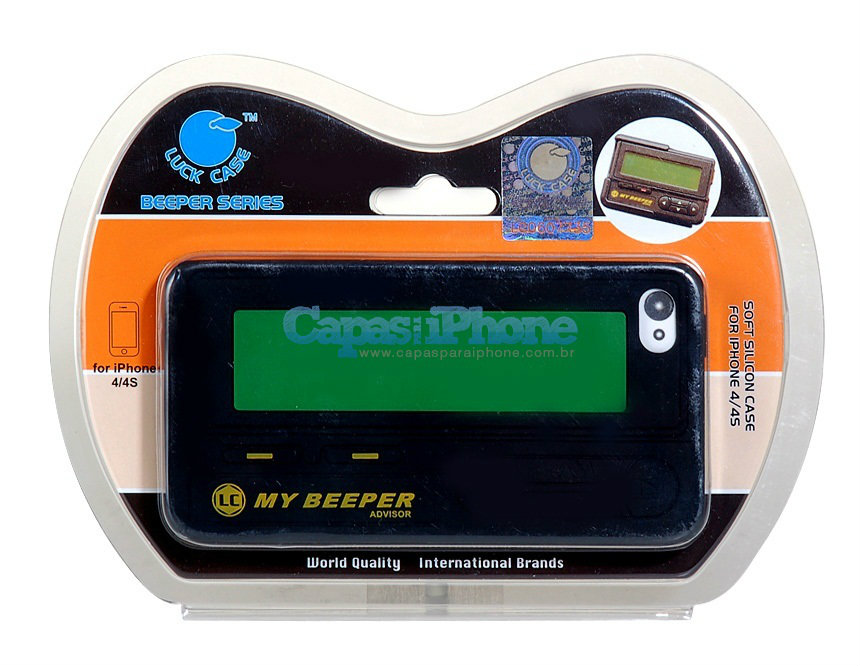 LUCK CASE
TM
BEEPER SERIES
LUCK CASE
MY BEEPER
for iPhone
4/4S
Capas PARA iPhone
www.capasparaiphone.com.br
SOFT SILICON CASE
FOR IPHONE 4/4S
LC MY BEEPER
ADVISOR
World Quality International Brands